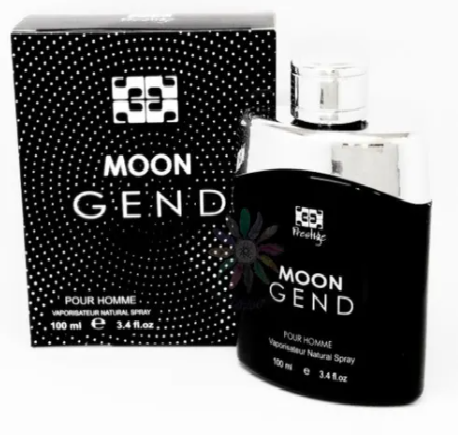 MOON
GEND
POUR HOMME
VAPORISATEUR NATURAL SPRAY
100 ml e 3.4 fl.oz
Prestige
MOON
GEND
POUR HOMME
Vaporisateur Natural Spray
100 ml e 3.4 fl.oz